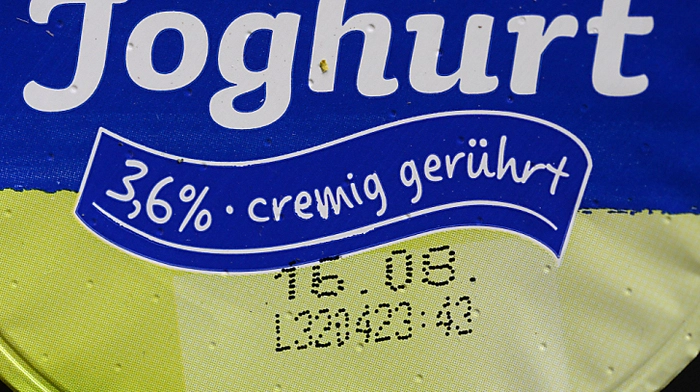 Joghurt
3,6% · cremig gerührt
16.08.
L320423:43